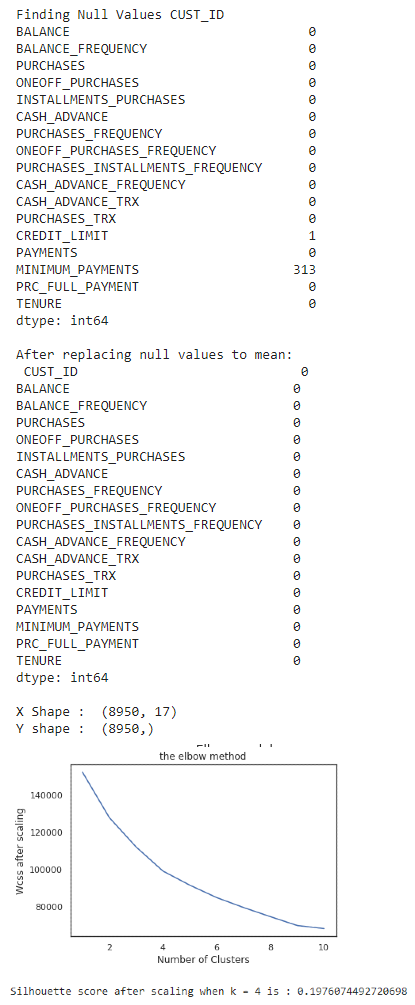 Finding Null Values CUST_ID
BALANCE 0
BALANCE_FREQUENCY 0
PURCHASES 0
ONEOFF_PURCHASES 0
INSTALLMENTS_PURCHASES 0
CASH_ADVANCE 0
PURCHASES_FREQUENCY 0
ONEOFF_PURCHASES_FREQUENCY 0
PURCHASES_INSTALLMENTS_FREQUENCY 0
CASH_ADVANCE_FREQUENCY 0
CASH_ADVANCE_TRX 0
PURCHASES_TRX 0
CREDIT_LIMIT 1
PAYMENTS 0
MINIMUM_PAYMENTS 313
PRC_FULL_PAYMENT 0
TENURE 0
dtype: int64
After replacing null values to mean:
CUST_ID 0
BALANCE 0
BALANCE_FREQUENCY 0
PURCHASES 0
ONEOFF_PURCHASES 0
INSTALLMENTS_PURCHASES 0
CASH_ADVANCE 0
PURCHASES_FREQUENCY 0
ONEOFF_PURCHASES_FREQUENCY 0
PURCHASES_INSTALLMENTS_FREQUENCY 0
CASH_ADVANCE_FREQUENCY 0
CASH_ADVANCE_TRX 0
PURCHASES_TRX 0
CREDIT_LIMIT 0
PAYMENTS 0
MINIMUM_PAYMENTS 0
PRC_FULL_PAYMENT 0
TENURE 0
dtype: int64
X Shape : (8950, 17)
Y shape : (8950,)
the elbow method
Wcss after scaling
140000
120000
100000
80000
2 4 6 8 10
Number of Clusters
Silhouette score after scaling when k = 4 is : 0.1976074492720698